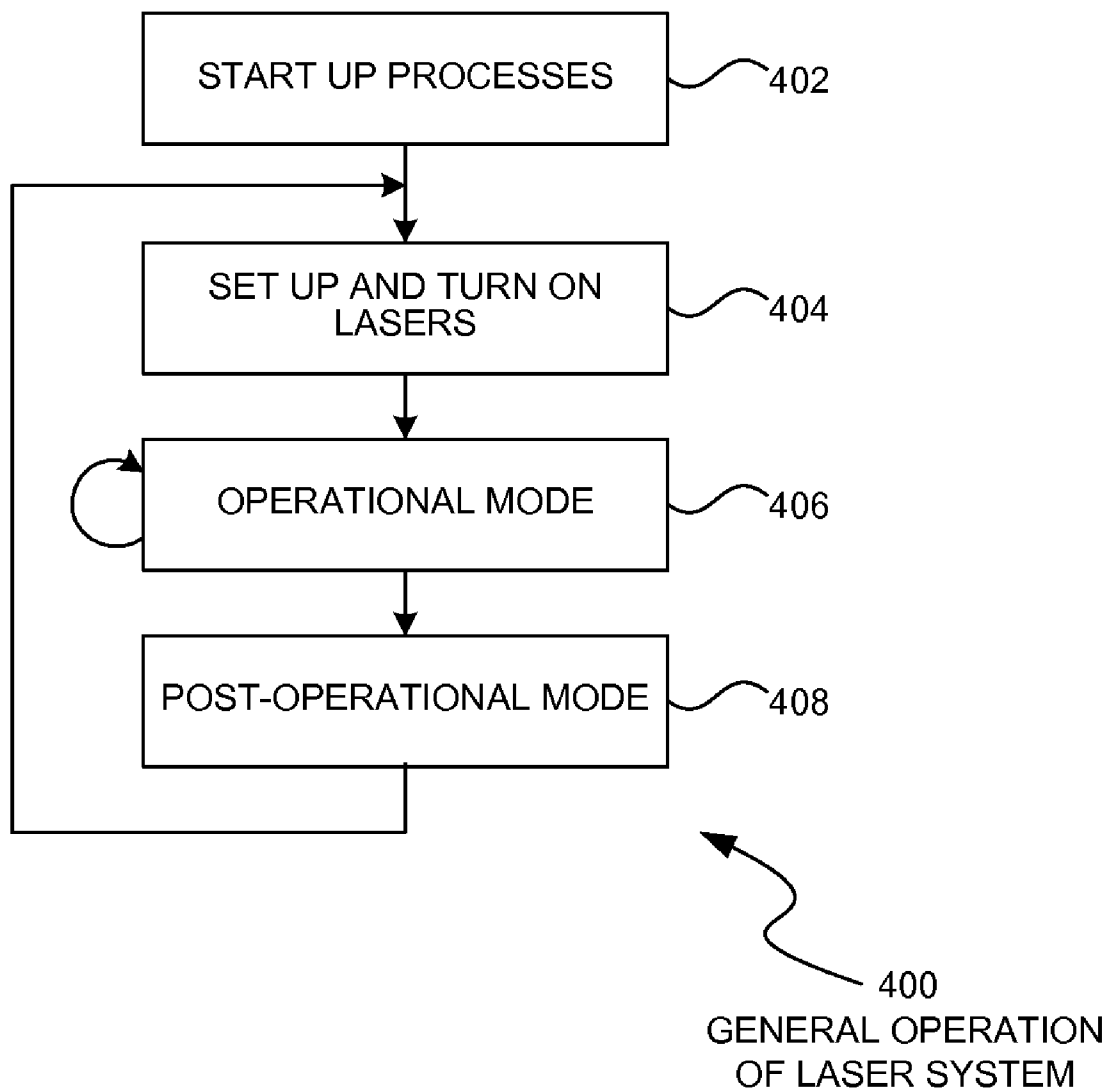 START UP PROCESSES
402
SET UP AND TURN ON
LASERS
404
OPERATIONAL MODE
406
POST-OPERATIONAL MODE
408
400
GENERAL OPERATION
OF LASER SYSTEM